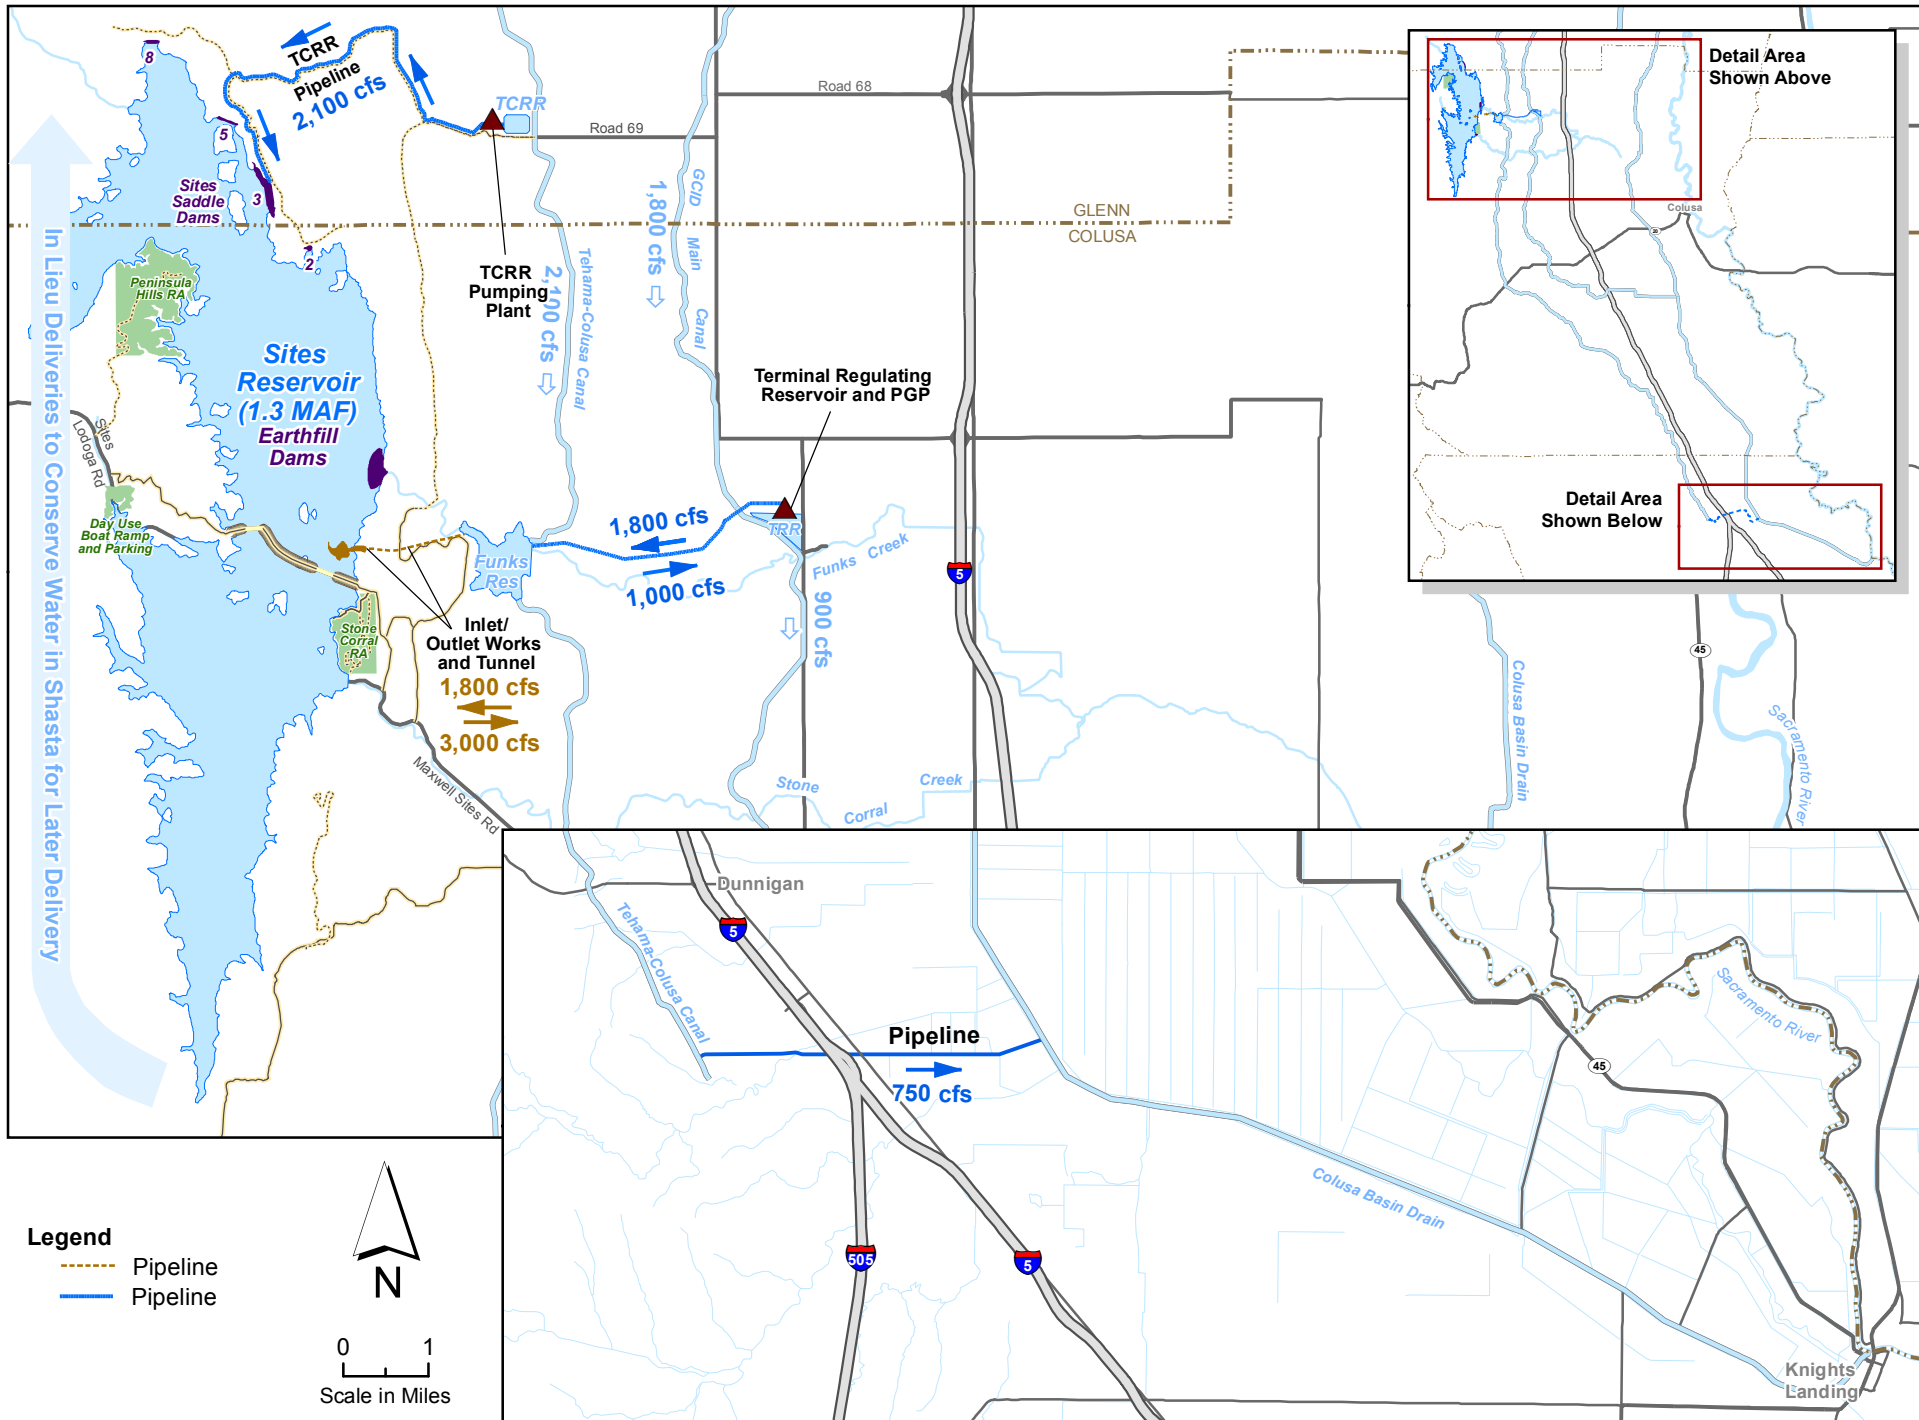 8
TCRR
Pipeline
2,100 cfs
TCRR
Road 68
Road 69
5
3
Sites
Saddle
Dams
2
GLENN
COLUSA
1,800 cfs
GCID Main Canal
2,100 cfs
Tehama-Colusa Canal
TCRR
Pumping
Plant
Peninsula
Hills RA
Sites
Reservoir
(1.3 MAF)
Earthfill
Dams
In Lieu Deliveries to Conserve Water in Shasta for Later Delivery
Sites
Lodoga Rd
Terminal Regulating
Reservoir and PGP
Day Use
Boat Ramp
and Parking
1,800 cfs
TRR
Funks
Res
Funks Creek
1,000 cfs
5
900 cfs
Stone
Corral
RA
Inlet/
Outlet Works
and Tunnel
1,800 cfs
3,000 cfs
Maxwell Sites Rd
Stone Corral Creek
Detail Area
Shown Above
Colusa
20
Detail Area
Shown Below
45
Colusa Basin Drain
Sacramento River
Dunnigan
5
Tehama-Colusa Canal
Pipeline
750 cfs
Sacramento River
45
Colusa Basin Drain
505
5
Knights
Landing
Legend
Pipeline
Pipeline
N
0 1
Scale in Miles